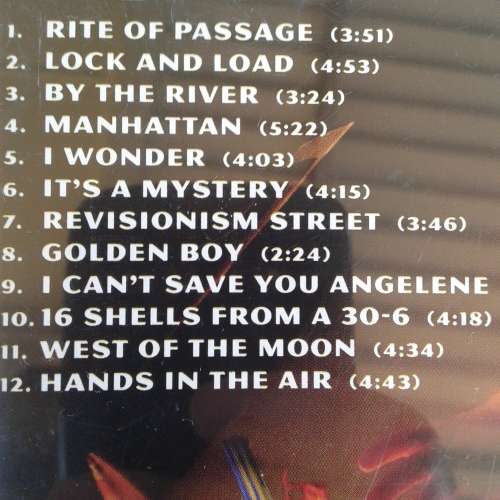 1. RITE OF PASSAGE (3:51)
2. LOCK AND LOAD (4:53)
3. BY THE RIVER (3:24)
4. MANHATTAN (5:22)
5. I WONDER (4:03)
6. IT'S A MYSTERY (4:15)
7. REVISIONISM STREET (3:46)
8. GOLDEN BOY (2:24)
9. I CAN'T SAVE YOU ANGELENE
10. 16 SHELLS FROM A 30-6 (4:18)
11. WEST OF THE MOON (4:34)
12. HANDS IN THE AIR (4:43)